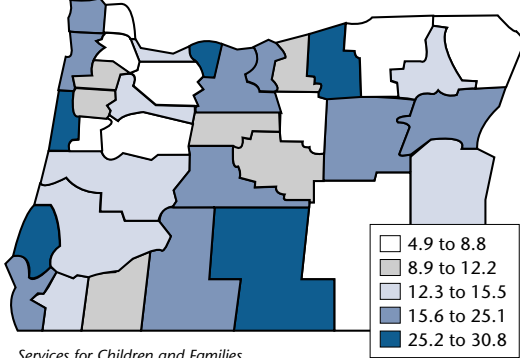 4.9 to 8.8
8.9 to 12.2
12.3 to 15.5
15.6 to 25.1
25.2 to 30.8
Services for Children and Families